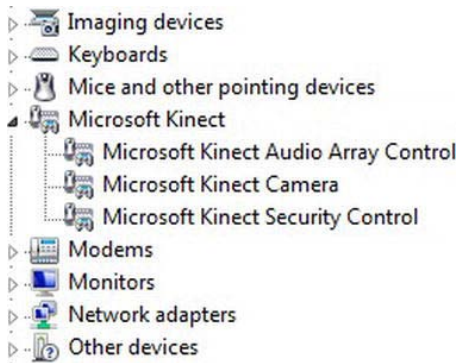 Imaging devices
Keyboards
Mice and other pointing devices
Microsoft Kinect
Microsoft Kinect Audio Array Control
Microsoft Kinect Camera
Microsoft Kinect Security Control
Modems
Monitors
Network adapters
Other devices